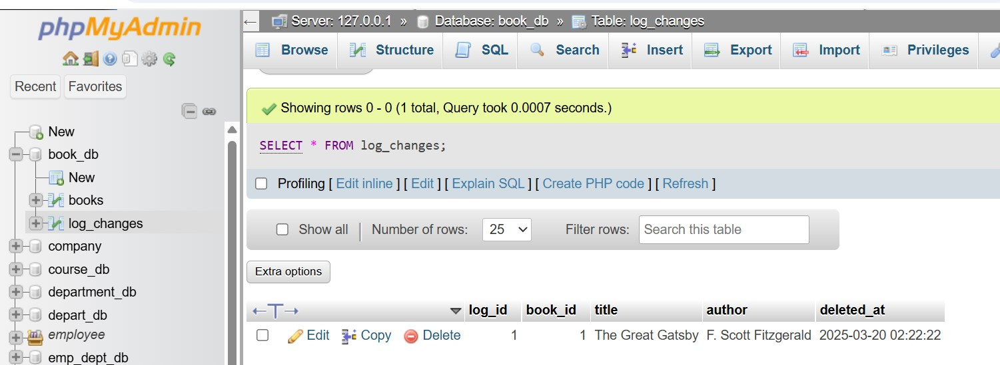 phpMyAdmin
Recent Favorites
New
book_db
New
books
log_changes
company
course_db
department_db
depart_db
employee
emp_dept_db
Server: 127.0.0.1 » Database: book_db » Table: log_changes
Browse Structure SQL Search Insert Export Import Privileges
Showing rows 0 - 0 (1 total, Query took 0.0007 seconds.)
SELECT * FROM log_changes;
Profiling [ Edit inline ] [ Edit ] [ Explain SQL ] [ Create PHP code ] [ Refresh ]
Show all | Number of rows: 25 Filter rows: Search this table
Extra options
log_id book_id title author deleted_at
Edit Copy Delete 1 1 The Great Gatsby F. Scott Fitzgerald 2025-03-20 02:22:22